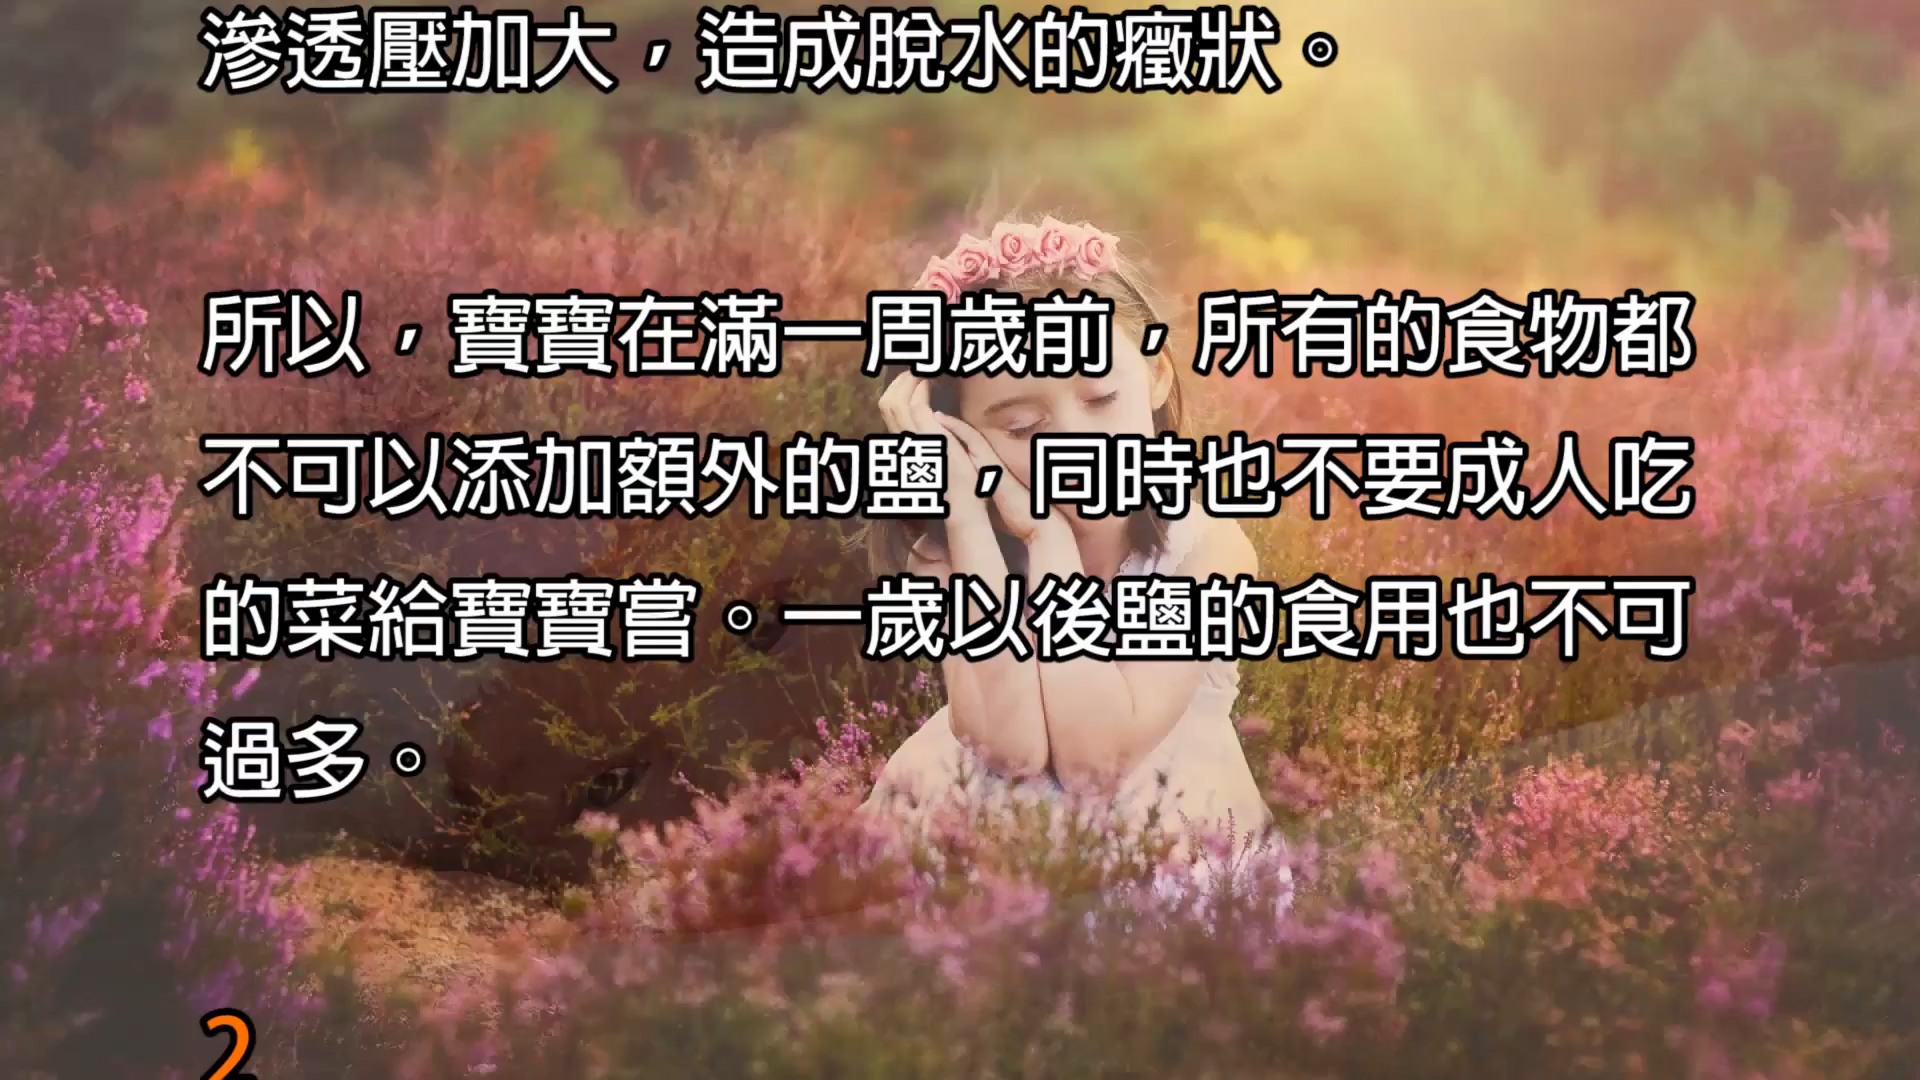 滲透壓加大，造成脫水的癥狀。
所以，寶寶在滿一周歲前，所有的食物都
不可以添加額外的鹽，同時也不要成人吃
的菜給寶寶嘗。一歲以後鹽的食用也不可
過多。
2